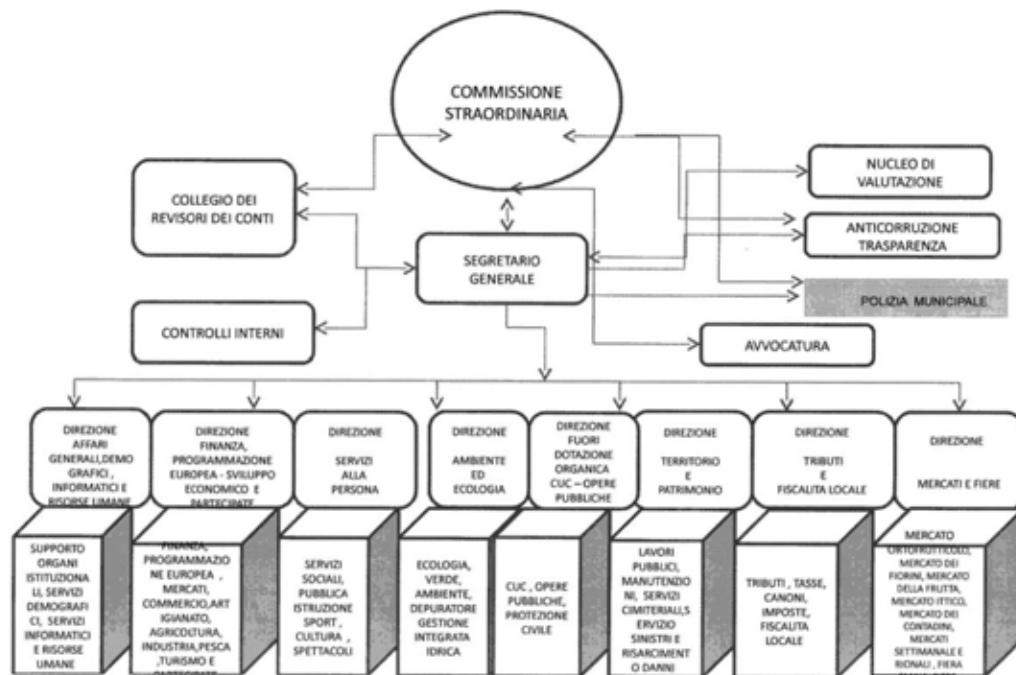 COMMISSIONE
STRAORDINARIA
COLLEGIO DEI
REVISORI DEI CONTI
NUCLEO DI
VALUTAZIONE
ANTICORRUZIONE
TRASPARENZA
SEGRETARIO
GENERALE
POLIZIA MUNICIPALE
CONTROLLI INTERNI
AVVOCATURA
DIREZIONE
AFFARI
GENERALI,DEMO
GRAFICI ,
INFORMATICI E
RISORSE UMANE
DIREZIONE
FINANZA,
PROGRAMMAZIONE
EUROPEA - SVILUPPO
ECONOMICO E
PARTECIPATE
DIREZIONE
SERVIZI
ALLA
PERSONA
DIREZIONE
AMBIENTE
ED
ECOLOGIA
DIREZIONE
FUORI
DOTAZIONE
ORGANICA
CUC – OPERE
PUBBLICHE
DIREZIONE
TERRITORIO
E
PATRIMONIO
DIREZIONE
TRIBUTI
E
FISCALITA LOCALE
DIREZIONE
MERCATI E FIERE
SUPPORTO
ORGANI
ISTITUZIONA
LI, SERVIZI
DEMOGRAFI
CI, SERVIZI
INFORMATICI
E RISORSE
UMANE
FINANZA,
PROGRAMMAZIO
NE EUROPEA ,
MERCATI,
COMMERCIO,ART
IGIANATO,
AGRICOLTURA,
INDUSTRIA,PESCA
,TURISMO E
PARTECIPATE
SERVIZI
SOCIALI,
PUBBLICA
ISTRUZIONE
SPORT ,
CULTURA ,
SPETTACOLI
ECOLOGIA,
VERDE,
AMBIENTE,
DEPURATORE
GESTIONE
INTEGRATA
IDRICA
CUC , OPERE
PUBBLICHE,
PROTEZIONE
CIVILE
LAVORI
PUBBLICI,
MANUTENZIO
NI, SERVIZI
CIMITERIALI,S
ERVIZIO
SINISTRI E
RISARCIMENT
O DANNI
TRIBUTI , TASSE,
CANONI,
IMPOSTE,
FISCALITA
LOCALE
MERCATO
ORTOFRUTTICOLO,
MERCATO DEI
FIORINI, MERCATO
DELLA FRUTTA,
MERCATO ITTICO,
MERCATO DEI
CONTADINI,
MERCATI
SETTIMANALE E
RIONALI , FIERA